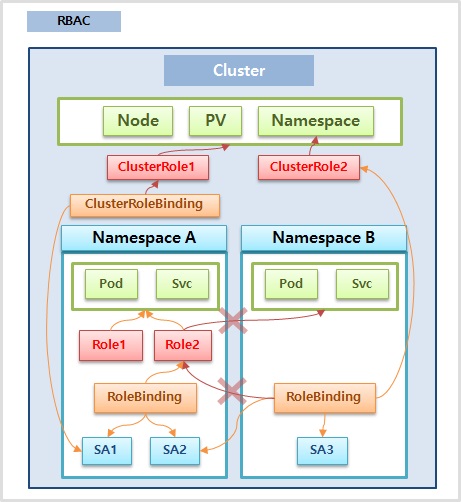 RBAC
Cluster
Node PV Namespace
ClusterRole1 ClusterRole2
ClusterRoleBinding
Namespace A Namespace B
Pod Svc Pod Svc
Role1 Role2
RoleBinding RoleBinding
SA1 SA2 SA3